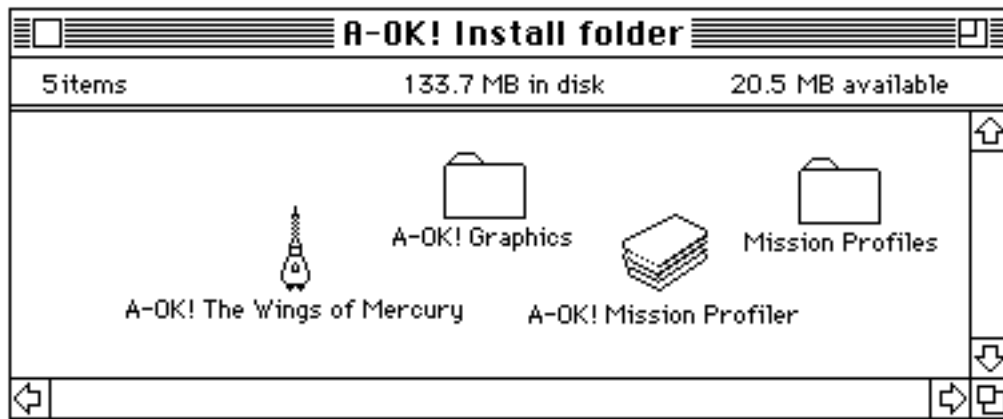 A-OK! Install folder
5 items 133.7 MB in disk 20.5 MB available
A-OK! Graphics
Mission Profiles
A-OK! The Wings of Mercury
A-OK! Mission Profiler